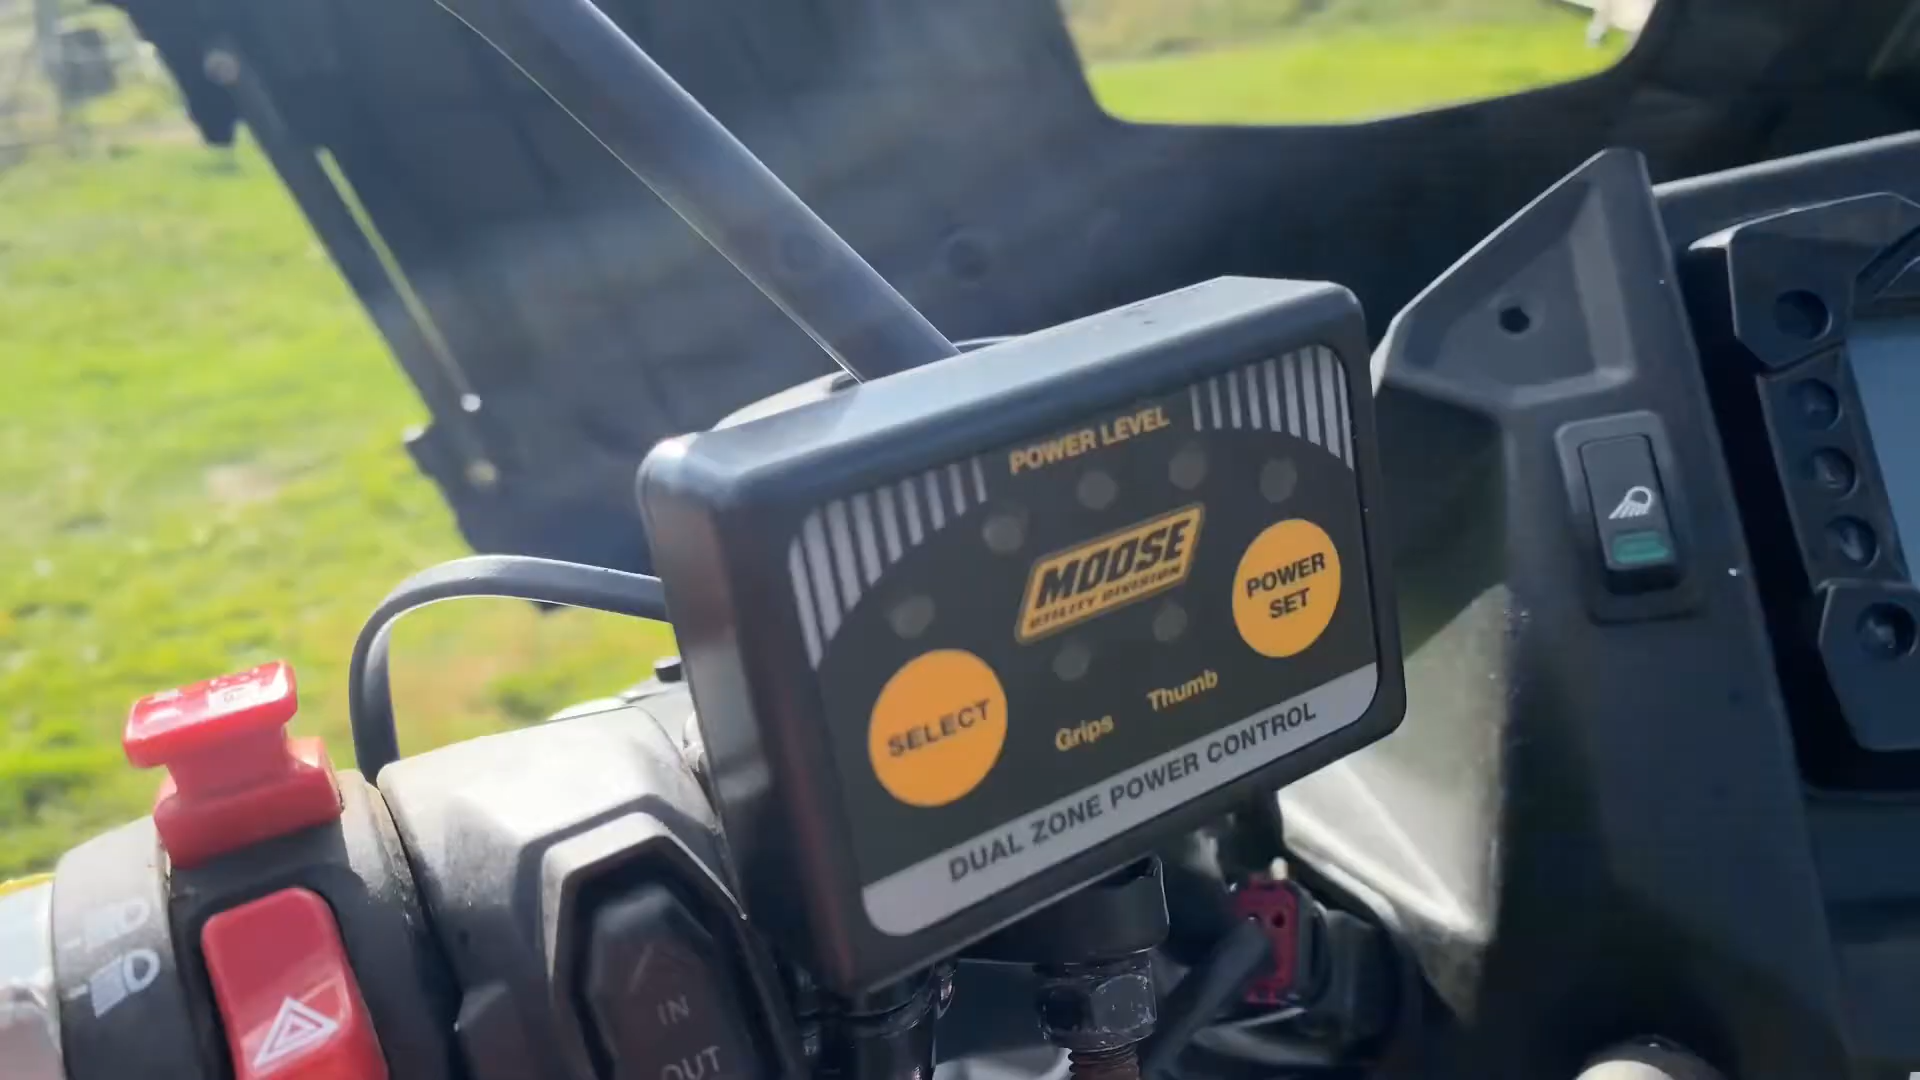 POWER LEVEL
MOOSE
UTILITY DIVISION
POWER
SET
SELECT
Grips
Thumb
DUAL ZONE POWER CONTROL
IN
OUT